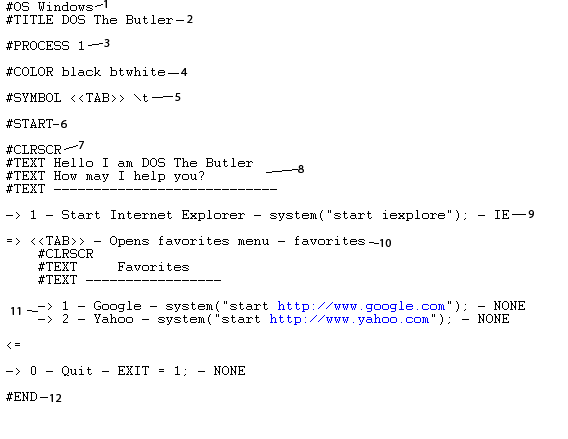 #OS Windows 1
#TITLE DOS The Butler 2
#PROCESS 1 3
#COLOR black btwhite 4
#SYMBOL <<TAB>> \t 5
#START 6
#CLRSCR 7
#TEXT Hello I am DOS The Butler
#TEXT How may I help you? 8
#TEXT ----------------------------
-> 1 - Start Internet Explorer - system("start iexplore"); - IE 9
=> <<TAB>> - Opens favorites menu - favorites 10
#CLRSCR
#TEXT     Favorites
#TEXT -----------------
11 -> 1 - Google - system("start http://www.google.com"); - NONE
-> 2 - Yahoo - system("start http://www.yahoo.com"); - NONE
<=
-> 0 - Quit - EXIT = 1; - NONE
#END 12